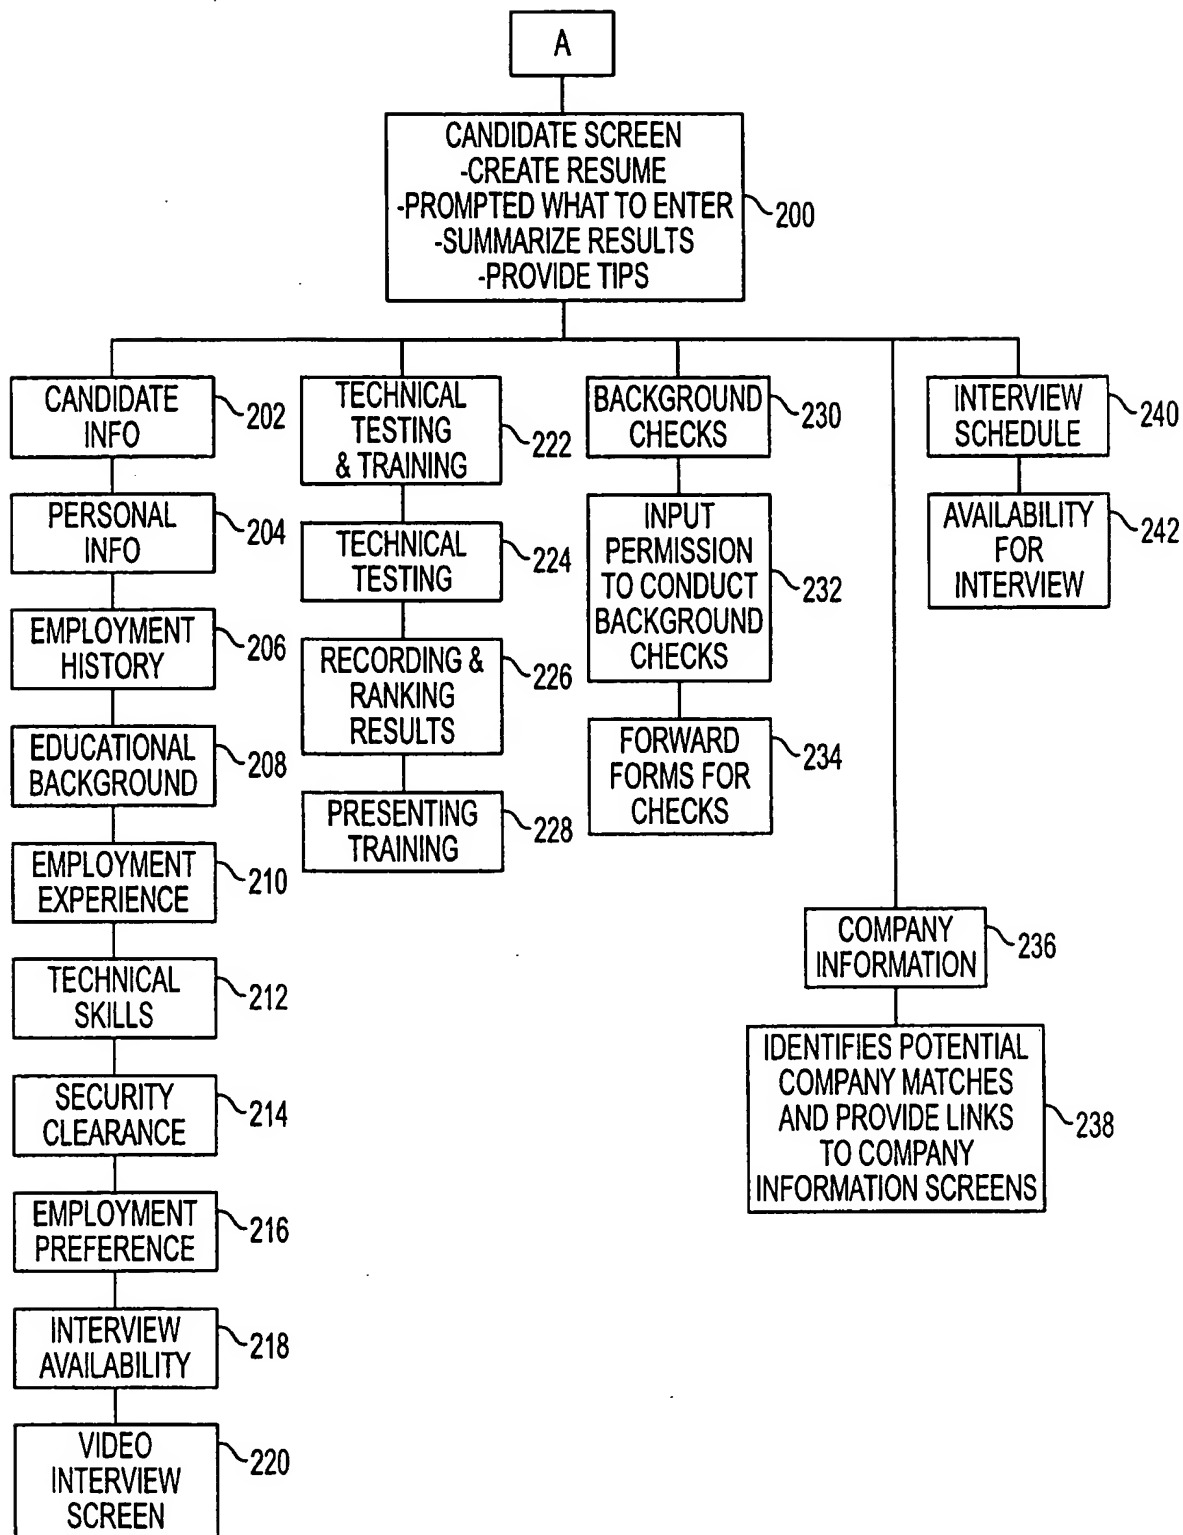 A
CANDIDATE SCREEN
-CREATE RESUME
-PROMPTED WHAT TO ENTER
-SUMMARIZE RESULTS
-PROVIDE TIPS
200
CANDIDATE
INFO
202
PERSONAL
INFO
204
EMPLOYMENT
HISTORY
206
EDUCATIONAL
BACKGROUND
208
EMPLOYMENT
EXPERIENCE
210
TECHNICAL
SKILLS
212
SECURITY
CLEARANCE
214
EMPLOYMENT
PREFERENCE
216
INTERVIEW
AVAILABILITY
218
VIDEO
INTERVIEW
SCREEN
220
TECHNICAL
TESTING
& TRAINING
222
TECHNICAL
TESTING
224
RECORDING &
RANKING
RESULTS
226
PRESENTING
TRAINING
228
BACKGROUND
CHECKS
230
INPUT
PERMISSION
TO CONDUCT
BACKGROUND
CHECKS
232
FORWARD
FORMS FOR
CHECKS
234
COMPANY
INFORMATION
236
IDENTIFIES POTENTIAL
COMPANY MATCHES
AND PROVIDE LINKS
TO COMPANY
INFORMATION SCREENS
238
INTERVIEW
SCHEDULE
240
AVAILABILITY
FOR
INTERVIEW
242